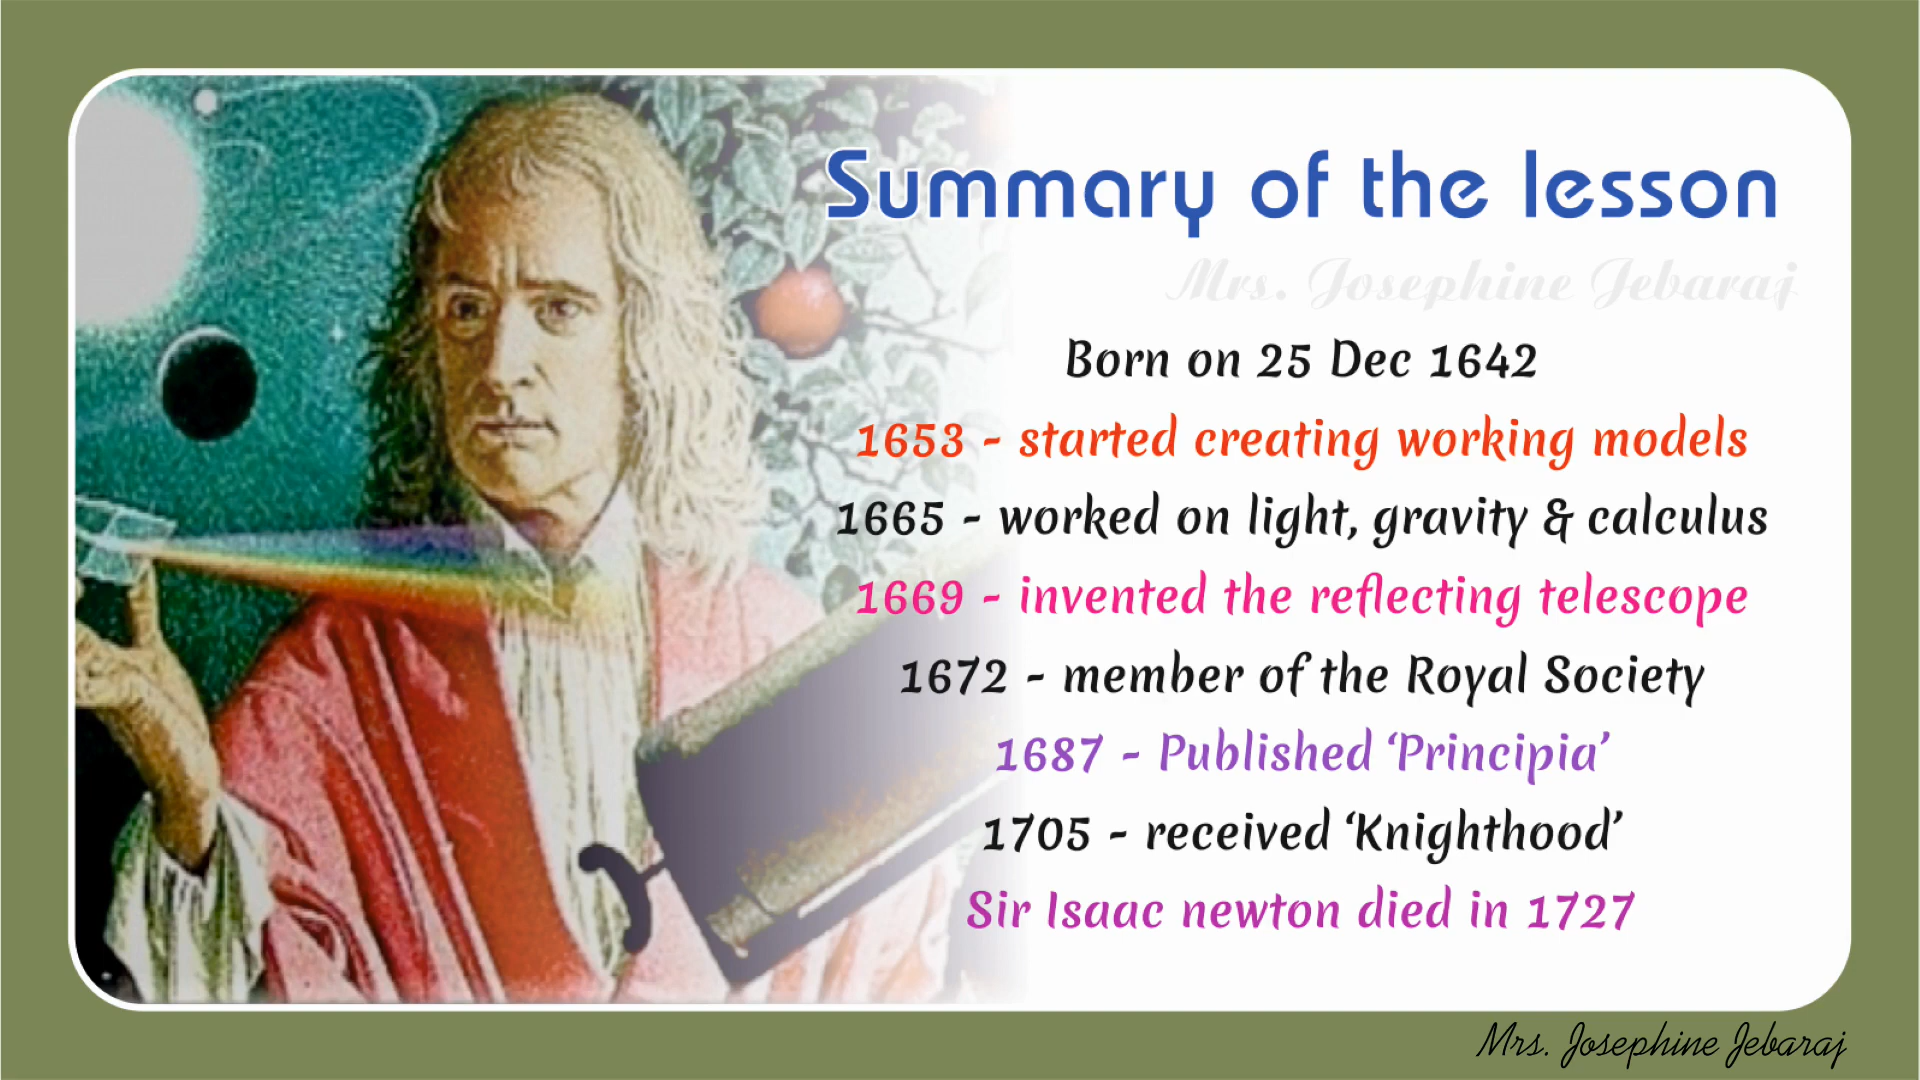 Summary of the lesson
Mrs. Josephine Jebaraj
Born on 25 Dec 1642
1653 - started creating working models
1665 - worked on light, gravity & calculus
1669 - invented the reflecting telescope
1672 - member of the Royal Society
1687 - Published ‘Principia’
1705 - received ‘Knighthood’
Sir Isaac newton died in 1727
Mrs. Josephine Jebaraj